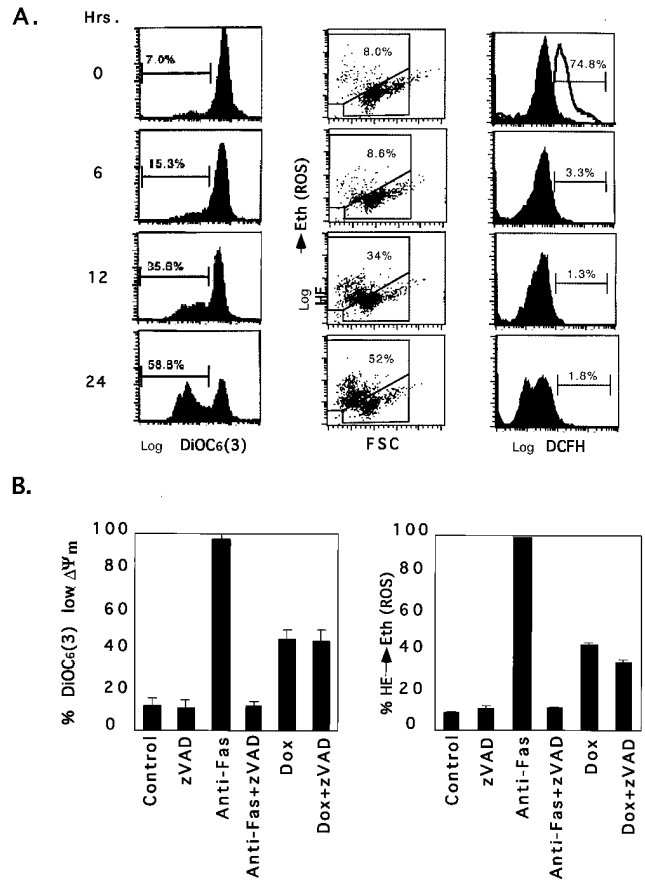 A. Hrs.
0
7.0%
8.0%
74.8%
6
15.3%
8.6%
3.3%
12
35.8%
34%
1.3%
24
58.8%
52%
1.8%
Log HE → Eth (ROS)
Log DiOC6(3)
FSC
Log DCFH
B.
% DiOC6(3) low ΔΨm
100
80
60
40
20
0
Control
zVAD
Anti-Fas
Anti-Fas+zVAD
Dox
Dox+zVAD
% HE → Eth (ROS)
100
80
60
40
20
0
Control
zVAD
Anti-Fas
Anti-Fas+zVAD
Dox
Dox+zVAD